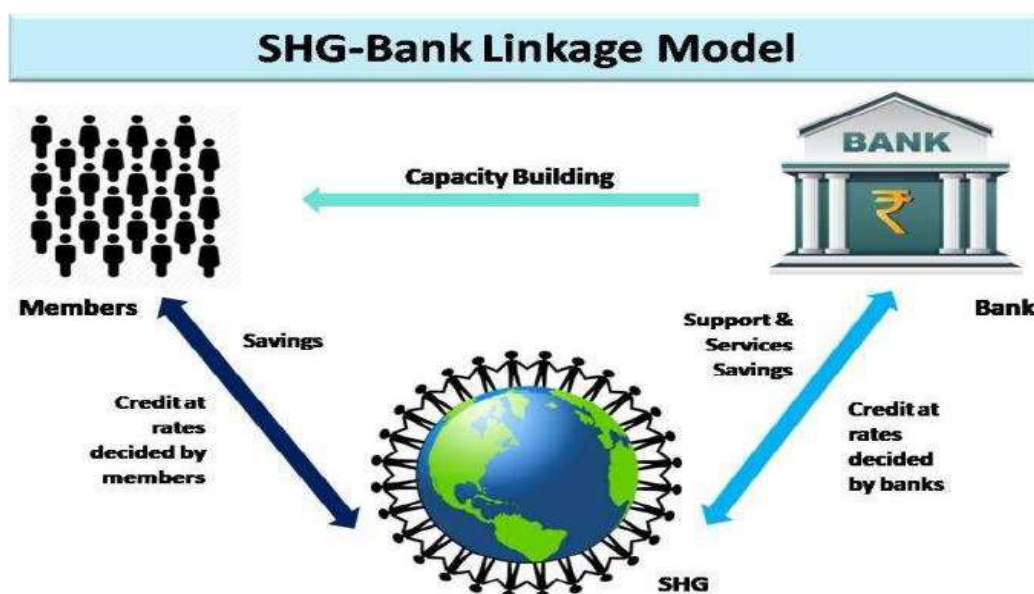 SHG-Bank Linkage Model
BANK
₹
Capacity Building
Members
Bank
Savings
Support &
Services
Savings
Credit at
rates
decided by
members
Credit at
rates
decided
by banks
SHG